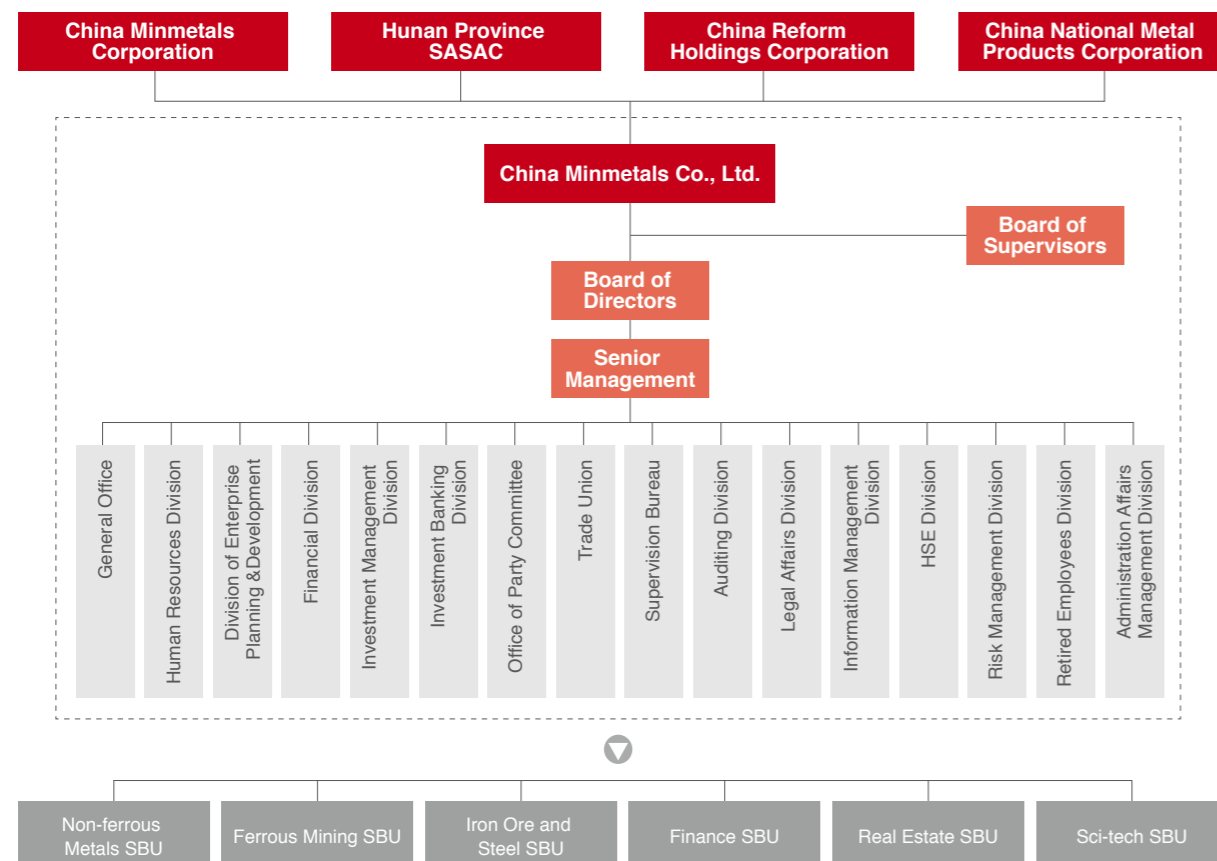 China Minmetals
Corporation
Hunan Province
SASAC
China Reform
Holdings Corporation
China National Metal
Products Corporation
China Minmetals Co., Ltd.
Board of
Supervisors
Board of
Directors
Senior
Management
General Office
Human Resources Division
Division of Enterprise
Planning &Development
Financial Division
Investment Management
Division
Investment Banking
Division
Office of Party Committee
Trade Union
Supervision Bureau
Auditing Division
Legal Affairs Division
Information Management
Division
HSE Division
Risk Management Division
Retired Employees Division
Administration Affairs
Management Division
Non-ferrous
Metals SBU
Ferrous Mining SBU
Iron Ore and
Steel SBU
Finance SBU
Real Estate SBU
Sci-tech SBU